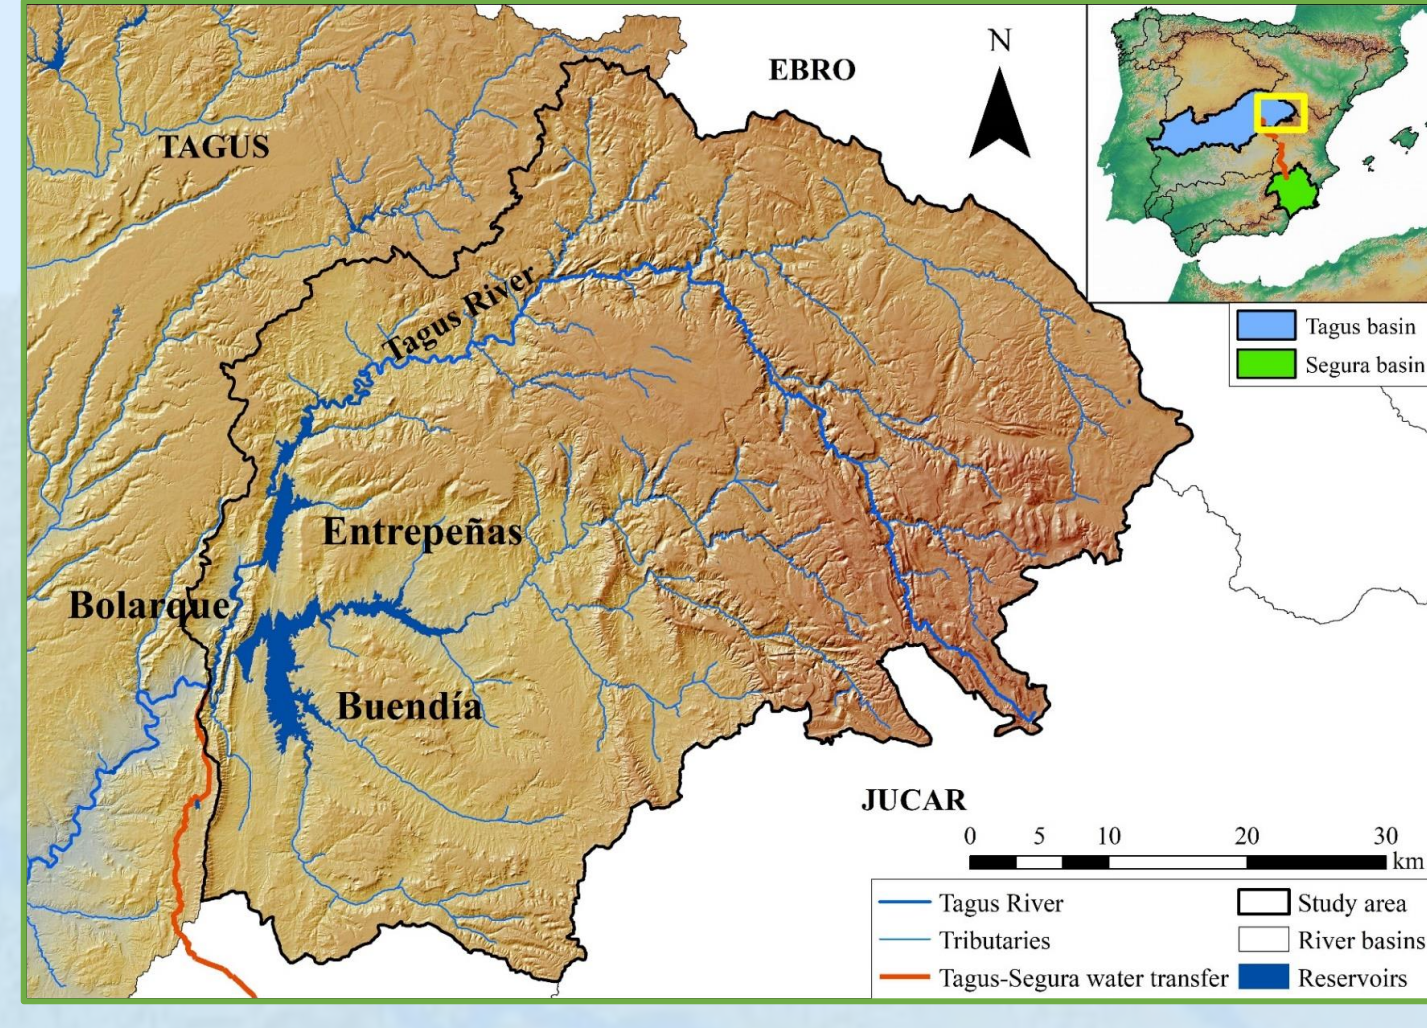 N
EBRO
TAGUS
Tagus River
Tagus basin
Segura basin
Entrepeñas
Bolarque
Buendía
JUCAR
0 5 10 20 30
km
Tagus River
Tributaries
Tagus-Segura water transfer
Study area
River basins
Reservoirs